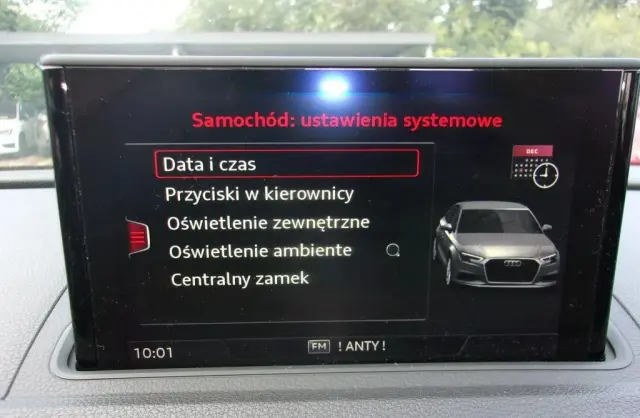 Samochód: ustawienia systemowe
DEC
Data i czas
Przyciski w kierownicy
Oświetlenie zewnętrzne
Oświetlenie ambiente
Centralny zamek
10:01
FM
! ANTY !